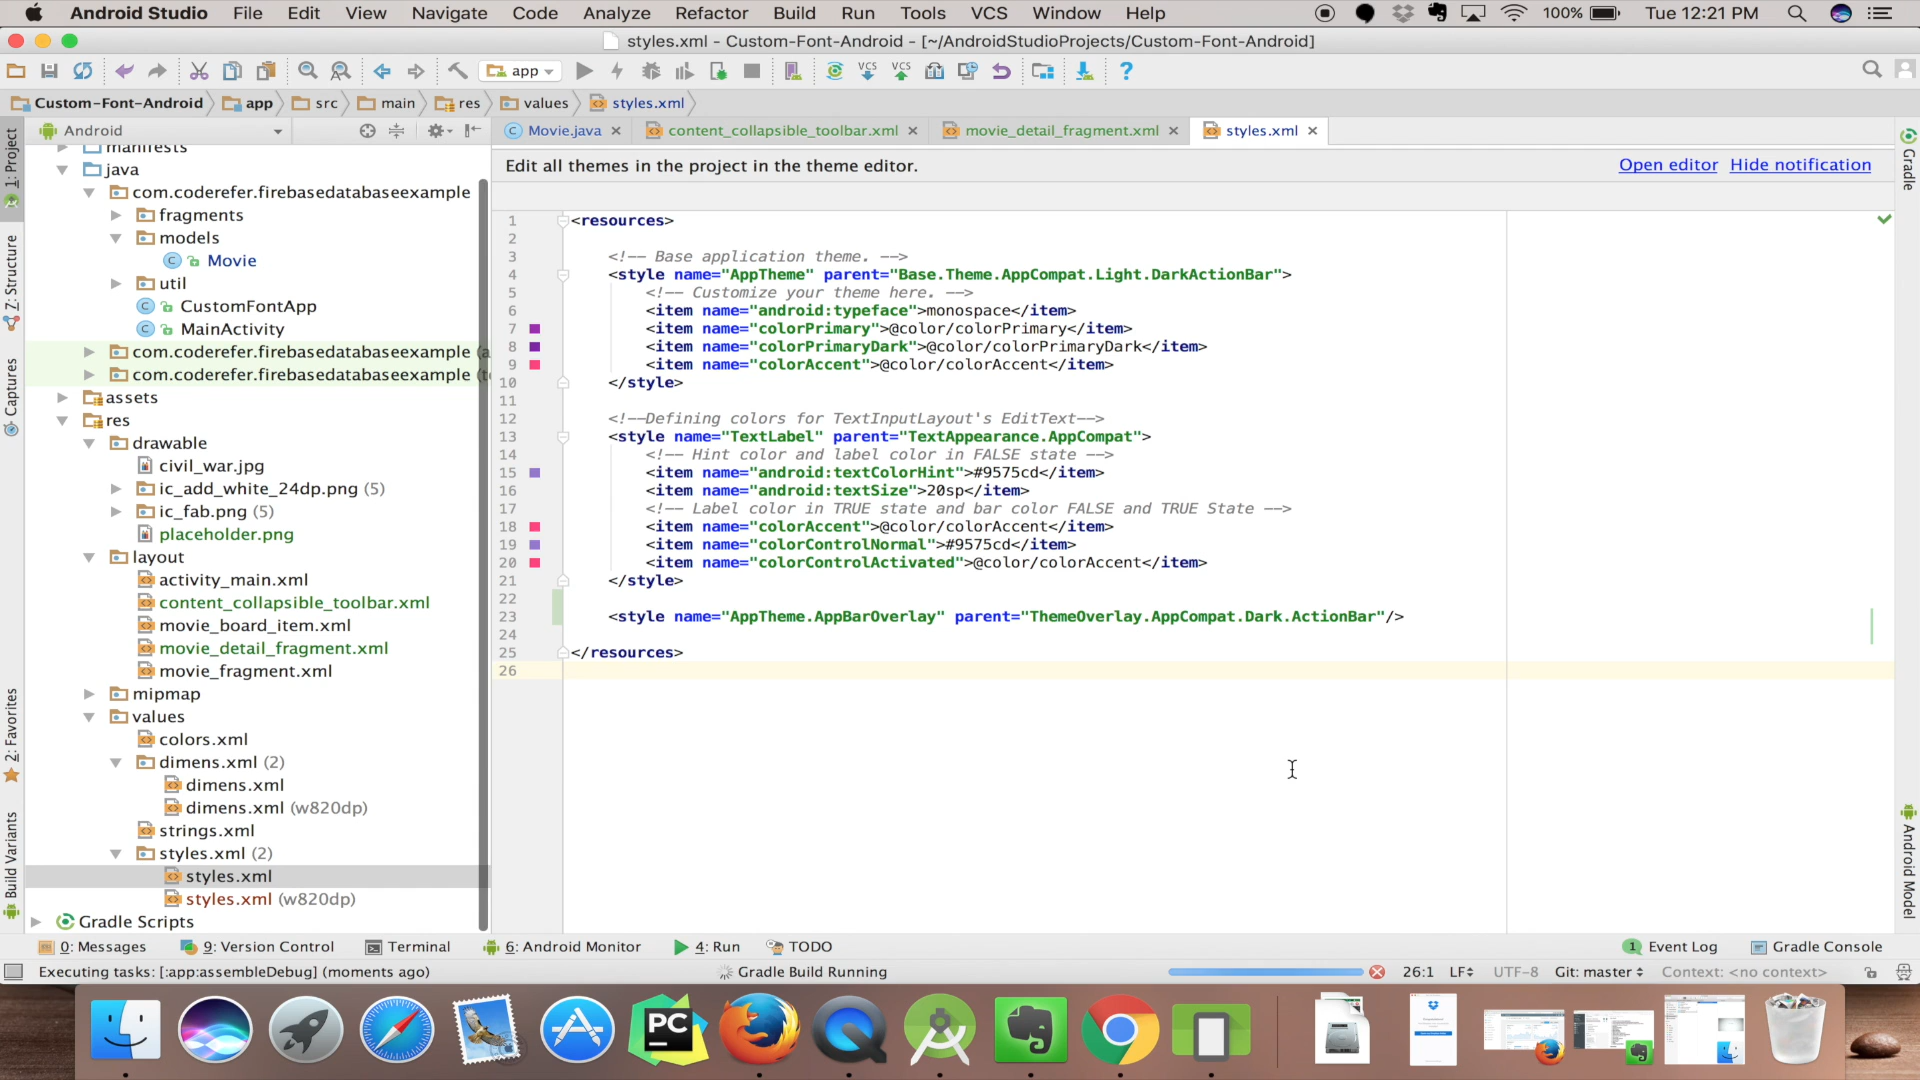 Android Studio File Edit View Navigate Code Analyze Refactor Build Run Tools VCS Window Help 100% Tue 12:21 PM
styles.xml - Custom-Font-Android - [~/AndroidStudioProjects/Custom-Font-Android]
app VCS VCS
Custom-Font-Android app src main res values styles.xml
Android
Movie.java content_collapsible_toolbar.xml movie_detail_fragment.xml styles.xml
Edit all themes in the project in the theme editor. Open editor Hide notification
1: Project
Z: Structure
Captures
2: Favorites
Build Variants
manifests
java
com.coderefer.firebasedatabaseexample
fragments
models
Movie
util
CustomFontApp
MainActivity
com.coderefer.firebasedatabaseexample
com.coderefer.firebasedatabaseexample
assets
res
drawable
civil_war.jpg
ic_add_white_24dp.png (5)
ic_fab.png (5)
placeholder.png
layout
activity_main.xml
content_collapsible_toolbar.xml
movie_board_item.xml
movie_detail_fragment.xml
movie_fragment.xml
mipmap
values
colors.xml
dimens.xml (2)
dimens.xml
dimens.xml (w820dp)
strings.xml
styles.xml (2)
styles.xml
styles.xml (w820dp)
Gradle Scripts
1 <resources>
2
3 <!-- Base application theme. -->
4 <style name="AppTheme" parent="Base.Theme.AppCompat.Light.DarkActionBar">
5 <!-- Customize your theme here. -->
6 <item name="android:typeface">monospace</item>
7 <item name="colorPrimary">@color/colorPrimary</item>
8 <item name="colorPrimaryDark">@color/colorPrimaryDark</item>
9 <item name="colorAccent">@color/colorAccent</item>
10 </style>
11
12 <!--Defining colors for TextInputLayout's EditText-->
13 <style name="TextLabel" parent="TextAppearance.AppCompat">
14 <!-- Hint color and label color in FALSE state -->
15 <item name="android:textColorHint">#9575cd</item>
16 <item name="android:textSize">20sp</item>
17 <!-- Label color in TRUE state and bar color FALSE and TRUE State -->
18 <item name="colorAccent">@color/colorAccent</item>
19 <item name="colorControlNormal">#9575cd</item>
20 <item name="colorControlActivated">@color/colorAccent</item>
21 </style>
22
23 <style name="AppTheme.AppBarOverlay" parent="ThemeOverlay.AppCompat.Dark.ActionBar"/>
24
25 </resources>
26
Gradle
Android Model
0: Messages 9: Version Control Terminal 6: Android Monitor 4: Run TODO 1 Event Log Gradle Console
Executing tasks: [:app:assembleDebug] (moments ago) Gradle Build Running 26:1 LF UTF-8 Git: master Context: <no context>
PC